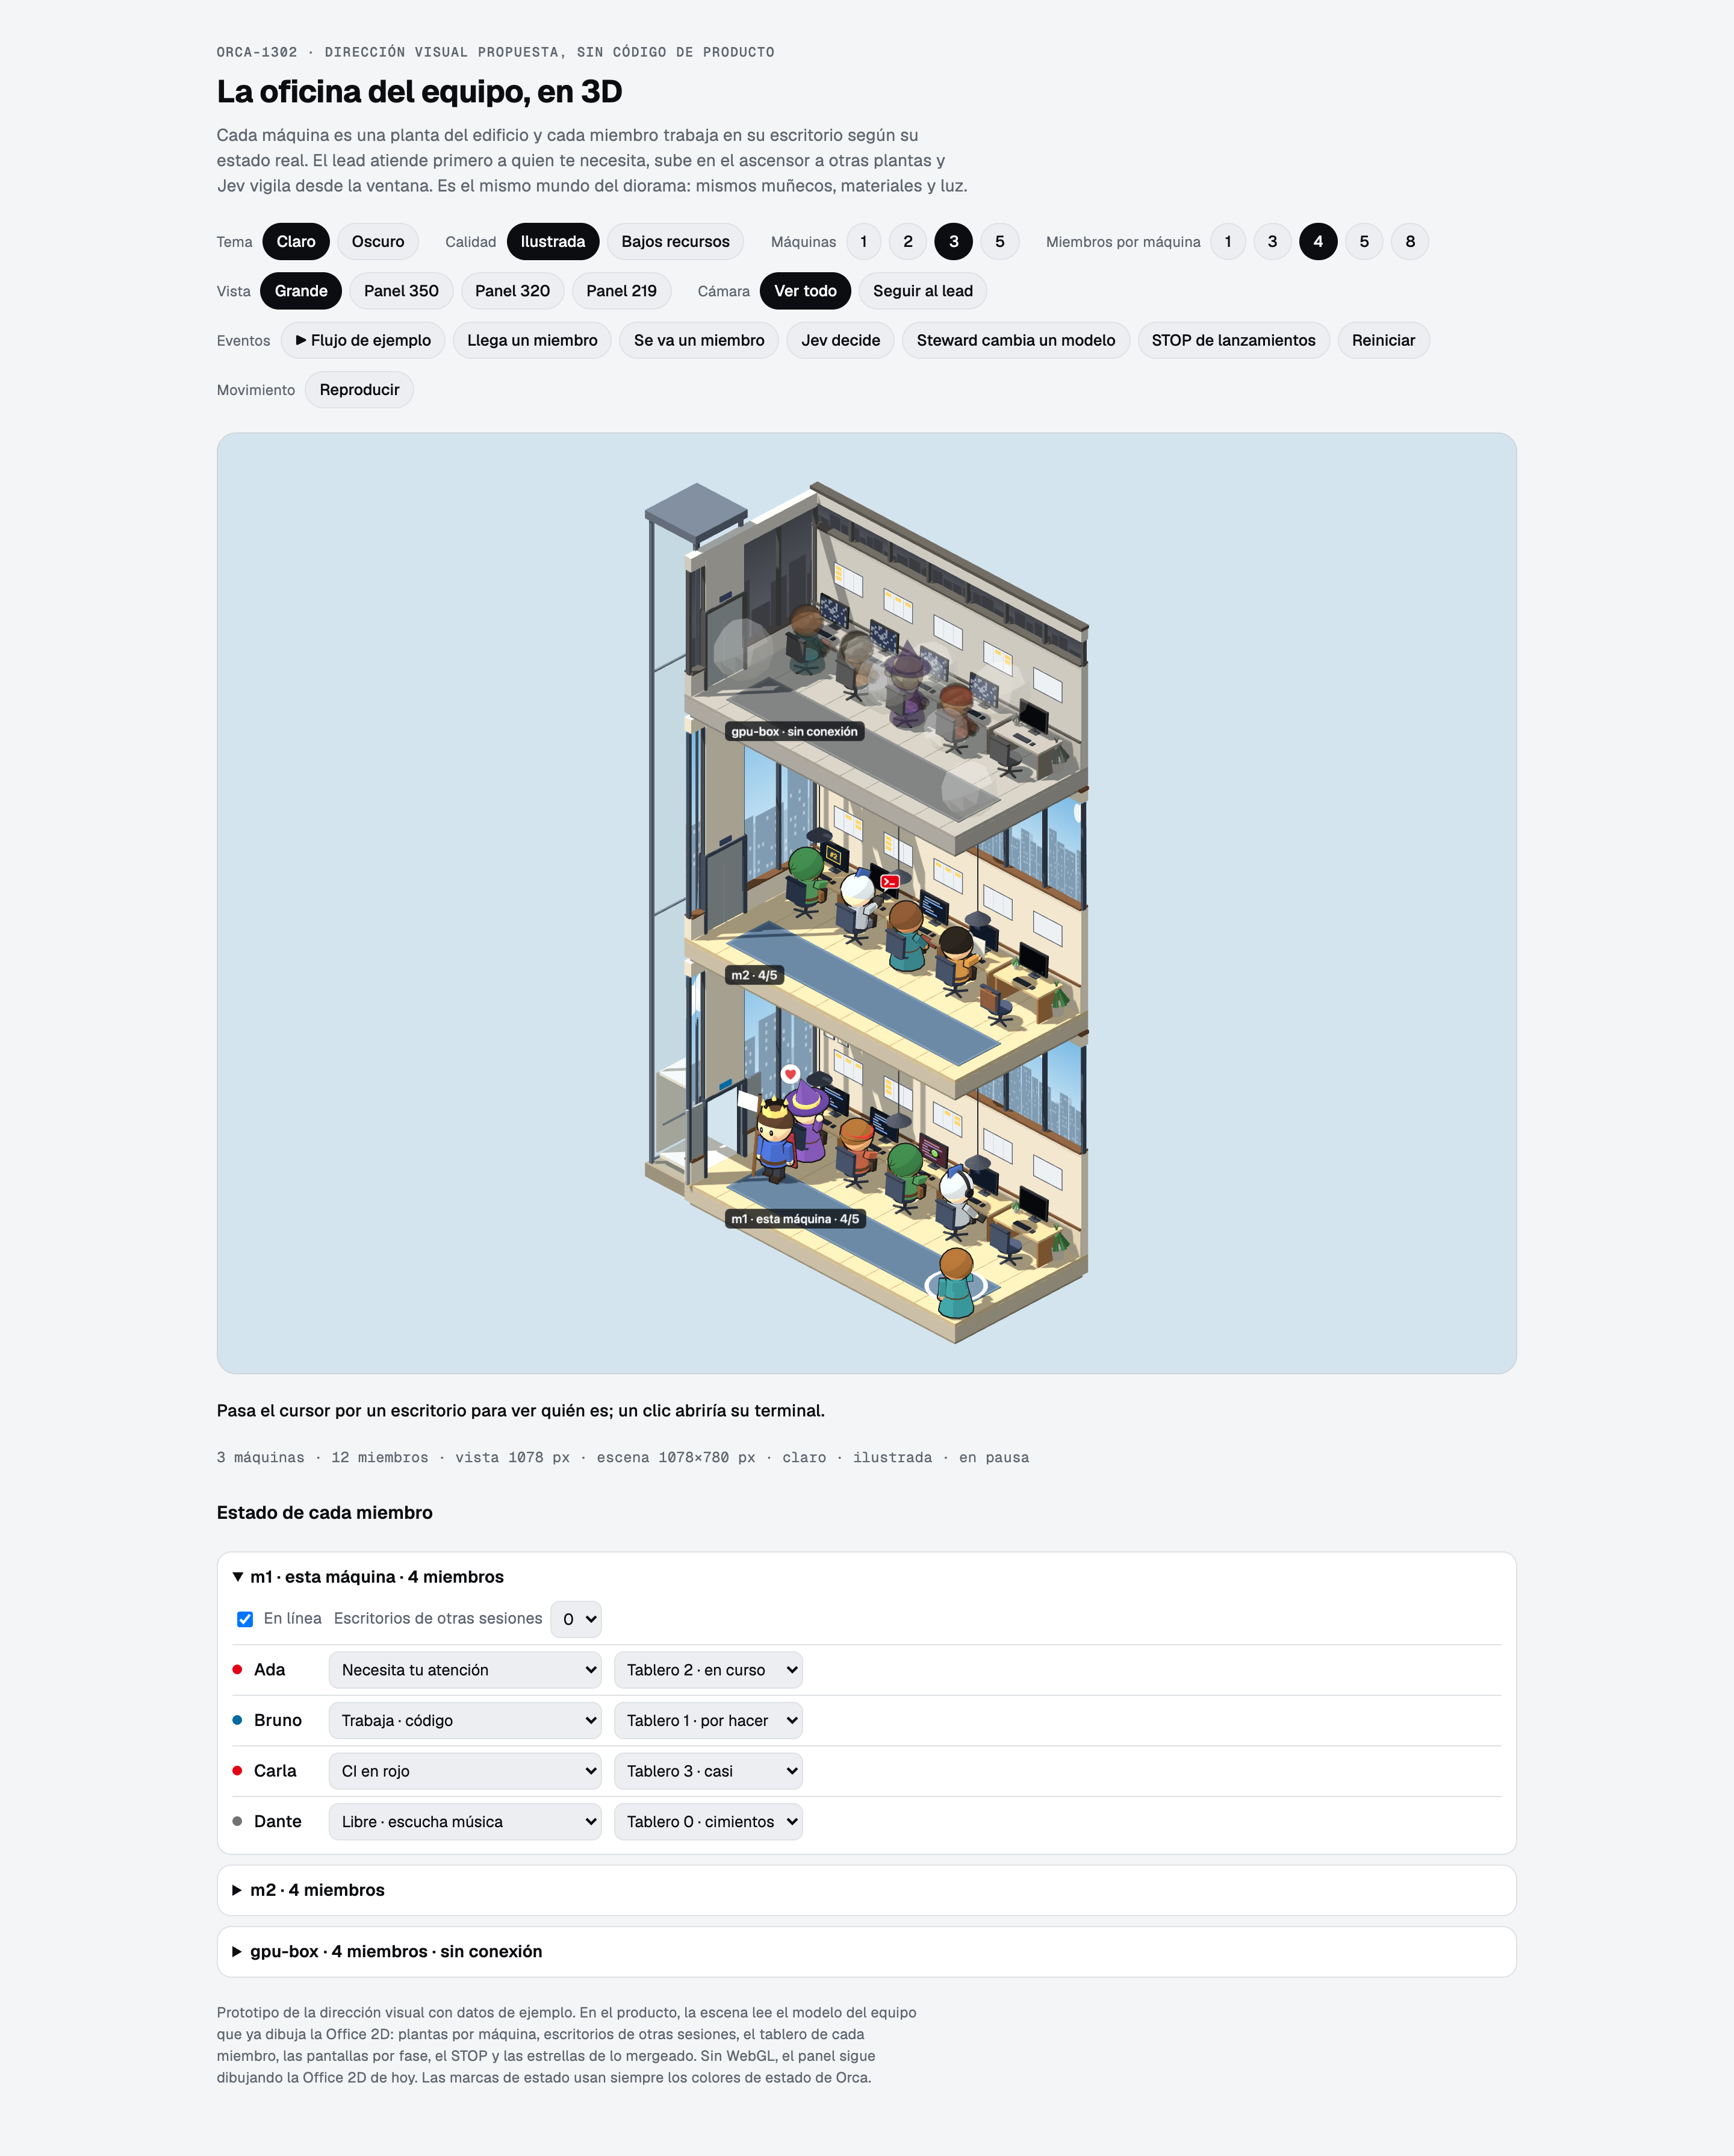 ORCA-1302 · DIRECCIÓN VISUAL PROPUESTA, SIN CÓDIGO DE PRODUCTO
La oficina del equipo, en 3D
Cada máquina es una planta del edificio y cada miembro trabaja en su escritorio según su
estado real. El lead atiende primero a quien te necesita, sube en el ascensor a otras plantas y
Jev vigila desde la ventana. Es el mismo mundo del diorama: mismos muñecos, materiales y luz.
Tema Claro Oscuro Calidad Ilustrada Bajos recursos Máquinas 1 2 3 5 Miembros por máquina 1 3 4 5 8
Vista Grande Panel 350 Panel 320 Panel 219 Cámara Ver todo Seguir al lead
Eventos ▶ Flujo de ejemplo Llega un miembro Se va un miembro Jev decide Steward cambia un modelo STOP de lanzamientos Reiniciar
Movimiento Reproducir
gpu-box · sin conexión
#2
>_
m2 · 4/5
m1 · esta máquina · 4/5
Pasa el cursor por un escritorio para ver quién es; un clic abriría su terminal.
3 máquinas · 12 miembros · vista 1078 px · escena 1078×780 px · claro · ilustrada · en pausa
Estado de cada miembro
▼ m1 · esta máquina · 4 miembros
En línea Escritorios de otras sesiones 0
Ada Necesita tu atención Tablero 2 · en curso
Bruno Trabaja · código Tablero 1 · por hacer
Carla CI en rojo Tablero 3 · casi
Dante Libre · escucha música Tablero 0 · cimientos
▶ m2 · 4 miembros
▶ gpu-box · 4 miembros · sin conexión
Prototipo de la dirección visual con datos de ejemplo. En el producto, la escena lee el modelo del equipo
que ya dibuja la Office 2D: plantas por máquina, escritorios de otras sesiones, el tablero de cada
miembro, las pantallas por fase, el STOP y las estrellas de lo mergeado. Sin WebGL, el panel sigue
dibujando la Office 2D de hoy. Las marcas de estado usan siempre los colores de estado de Orca.